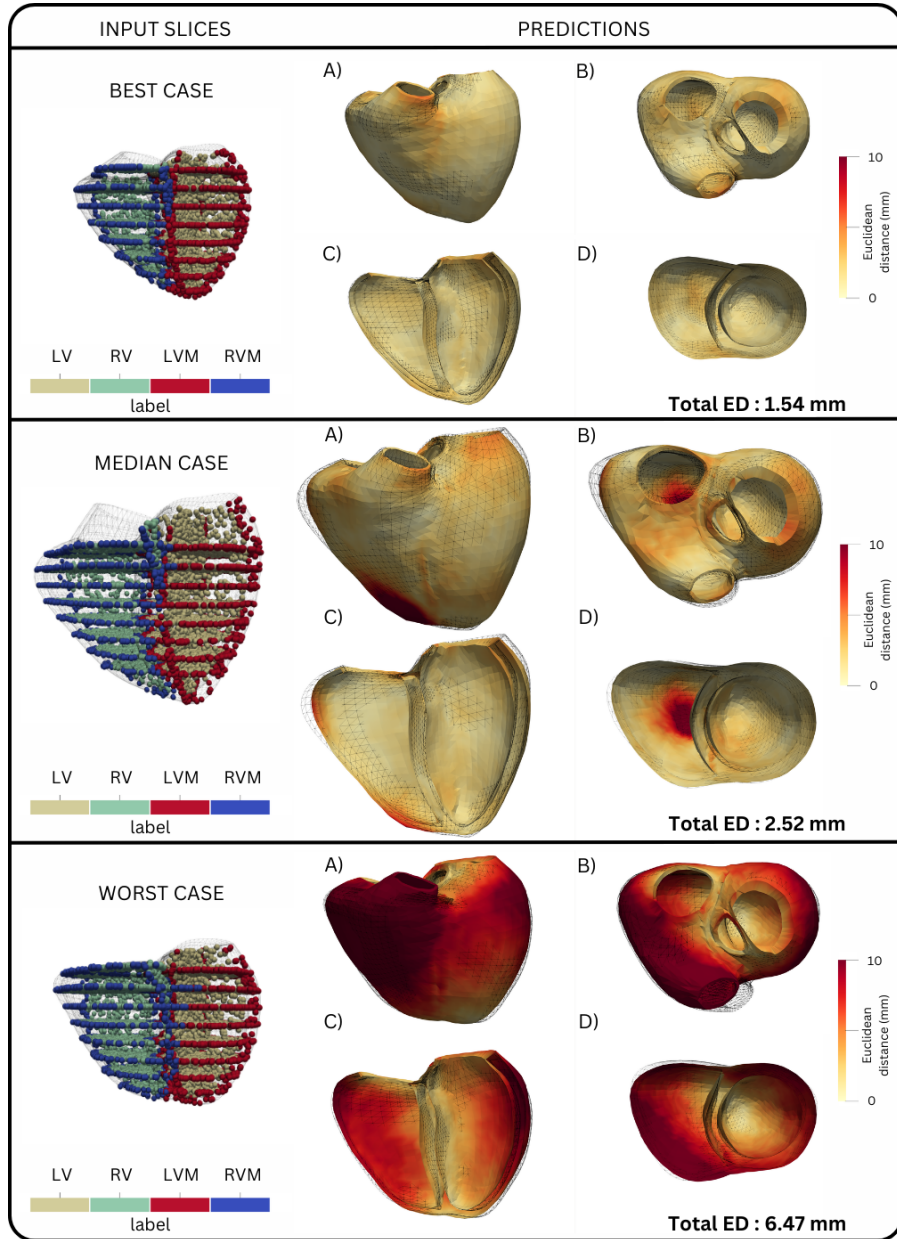 INPUT SLICES
PREDICTIONS
BEST CASE
LV RV LVM RVM
label
A)
B)
C)
D)
10
Euclidean
distance (mm)
0
Total ED : 1.54 mm
MEDIAN CASE
LV RV LVM RVM
label
A)
B)
C)
D)
10
Euclidean
distance (mm)
0
Total ED : 2.52 mm
WORST CASE
LV RV LVM RVM
label
A)
B)
C)
D)
10
Euclidean
distance (mm)
0
Total ED : 6.47 mm